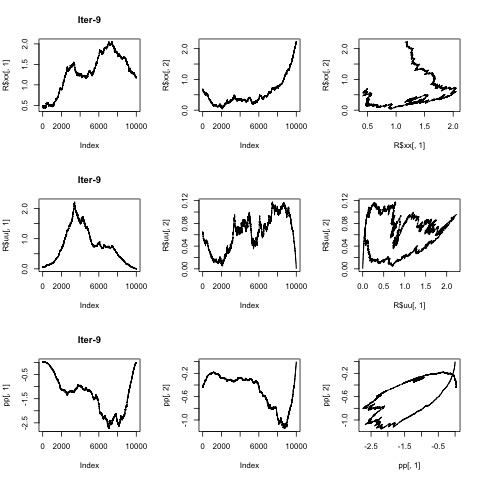 Iter-9
R$xx[, 1]
0.5 1.0 1.5 2.0
0 2000 6000 10000
Index
R$xx[, 2]
0.0 1.0 2.0
0 2000 6000 10000
Index
R$xx[, 2]
0.0 1.0 2.0
0.5 1.0 1.5 2.0
R$xx[, 1]
Iter-9
R$uu[, 1]
0.0 1.0 2.0
0 2000 6000 10000
Index
R$uu[, 2]
0.00 0.04 0.08 0.12
0 2000 6000 10000
Index
R$uu[, 2]
0.00 0.04 0.08 0.12
0.0 0.5 1.0 1.5 2.0
R$uu[, 1]
Iter-9
pp[, 1]
-2.5 -1.5 -0.5
0 2000 6000 10000
Index
pp[, 2]
-1.0 -0.6 -0.2
0 2000 6000 10000
Index
pp[, 2]
-1.0 -0.6 -0.2
-2.5 -1.5 -0.5
pp[, 1]